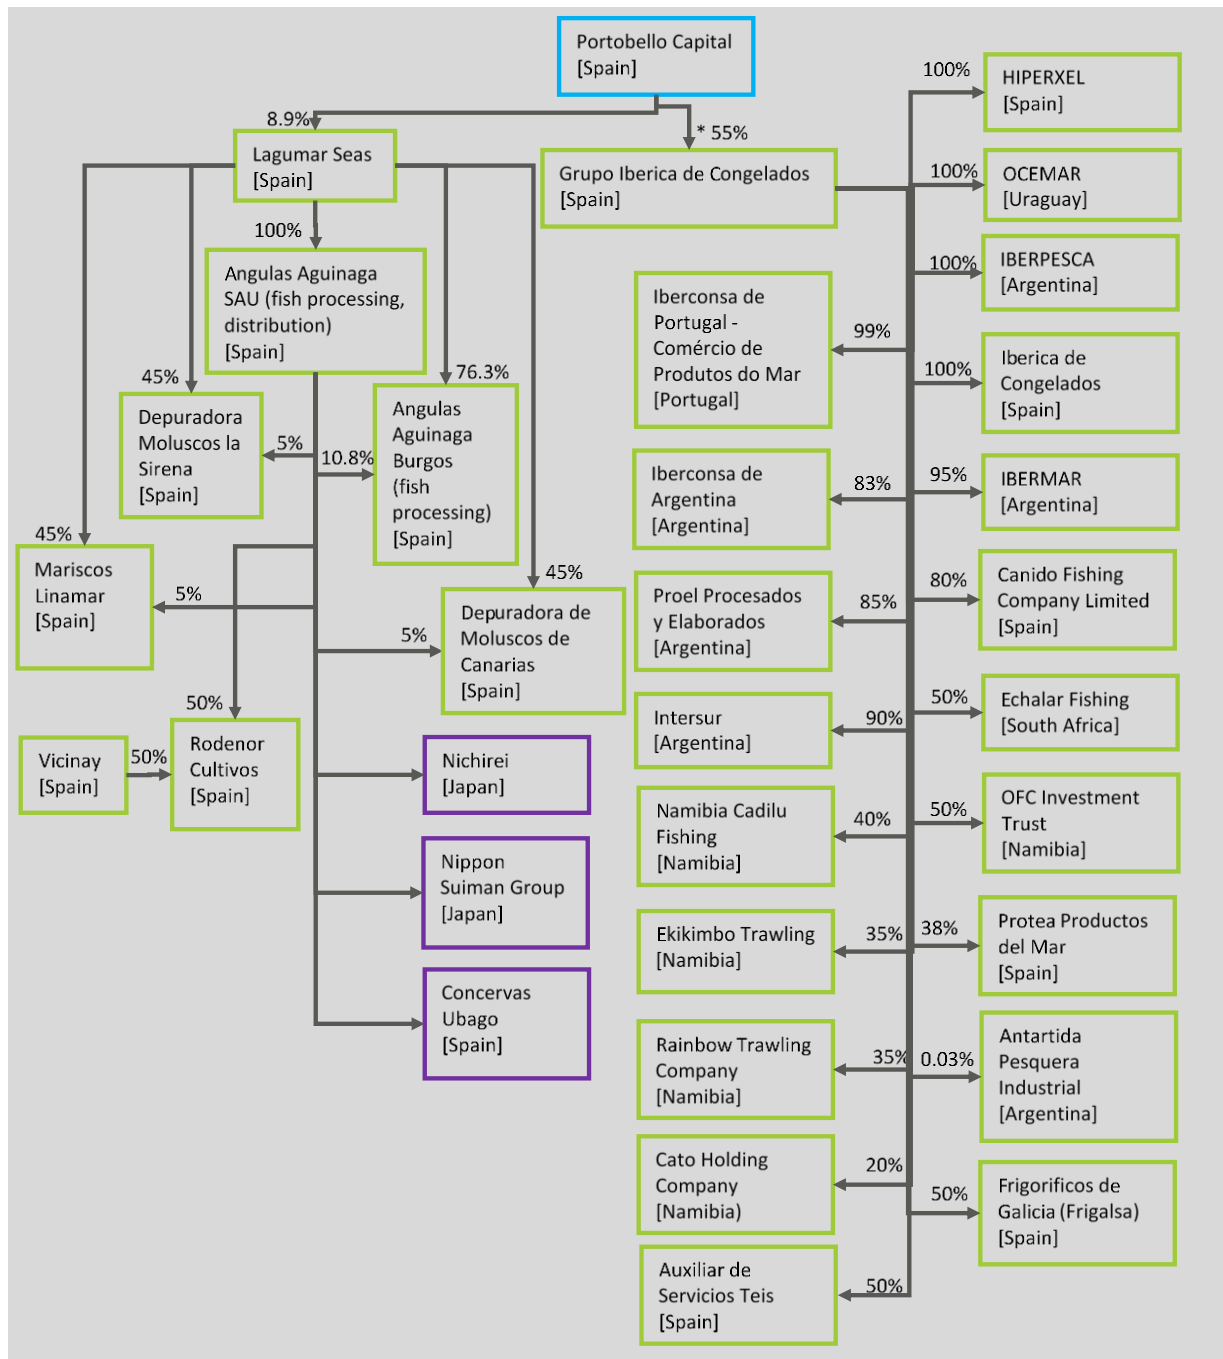 Portobello Capital
[Spain]
8.9%
* 55%
Lagumar Seas
[Spain]
Grupo Iberica de Congelados
[Spain]
100%
Angulas Aguinaga
SAU (fish processing,
distribution)
[Spain]
45%
Depuradora
Moluscos la
Sirena
[Spain]
5%
76.3%
10.8%
Angulas
Aguinaga
Burgos
(fish
processing)
[Spain]
45%
Mariscos
Linamar
[Spain]
5%
45%
5%
Depuradora de
Moluscos de
Canarias
[Spain]
50%
Vicinay
[Spain]
50%
Rodenor
Cultivos
[Spain]
Nichirei
[Japan]
Nippon
Suiman Group
[Japan]
Concervas
Ubago
[Spain]
Iberconsa de
Portugal -
Comércio de
Produtos do Mar
[Portugal]
99%
Iberconsa de
Argentina
[Argentina]
83%
Proel Procesados
y Elaborados
[Argentina]
85%
Intersur
[Argentina]
90%
Namibia Cadilu
Fishing
[Namibia]
40%
Ekikimbo Trawling
[Namibia]
35%
Rainbow Trawling
Company
[Namibia]
35%
Cato Holding
Company
[Namibia)
20%
Auxiliar de
Servicios Teis
[Spain]
50%
100%
HIPERXEL
[Spain]
100%
OCEMAR
[Uraguay]
100%
IBERPESCA
[Argentina]
100%
Iberica de
Congelados
[Spain]
95%
IBERMAR
[Argentina]
80%
Canido Fishing
Company Limited
[Spain]
50%
Echalar Fishing
[South Africa]
50%
OFC Investment
Trust
[Namibia]
38%
Protea Productos
del Mar
[Spain]
0.03%
Antartida
Pesquera
Industrial
[Argentina]
50%
Frigorificos de
Galicia (Frigalsa)
[Spain]